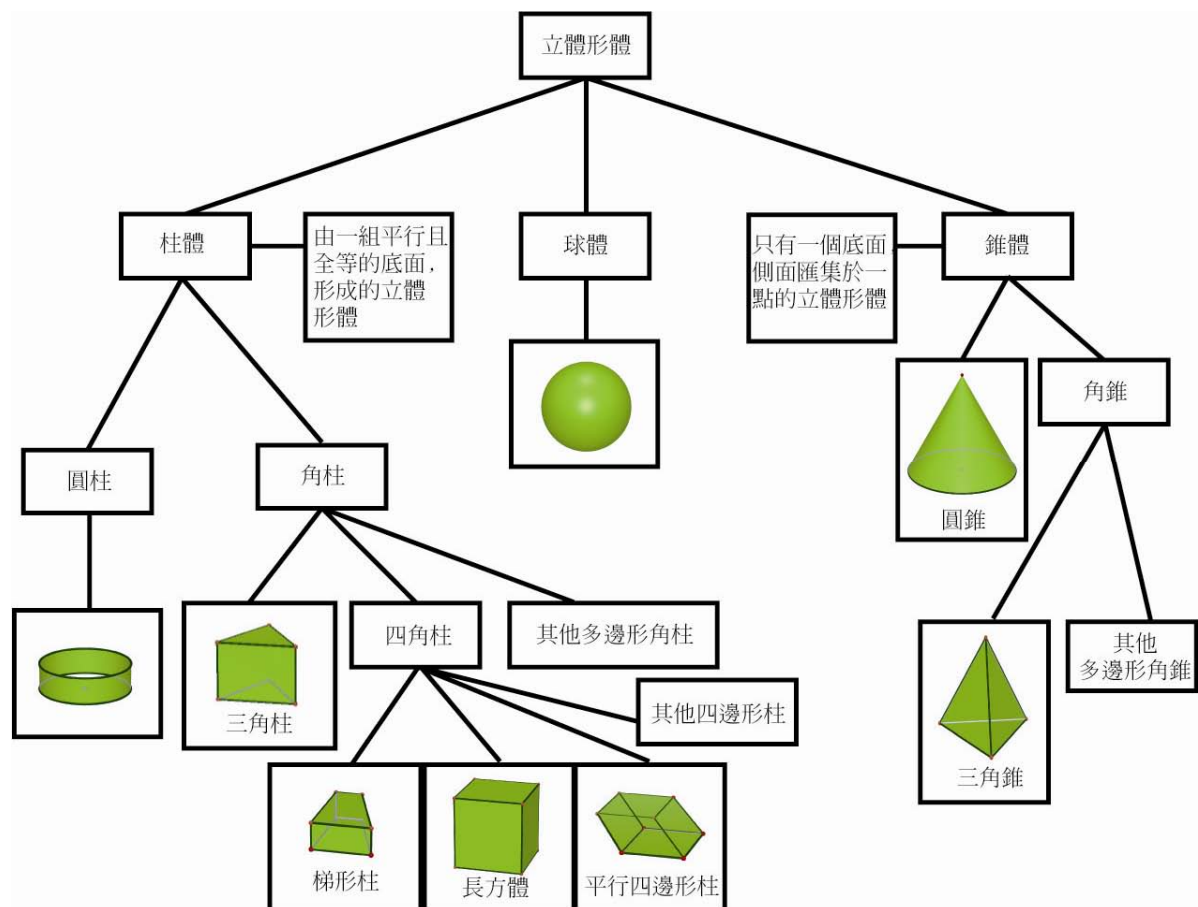 立體形體
柱體
由一組平行且
全等的底面，
形成的立體
形體
球體
只有一個底面，
側面匯集於一
點的立體形體
錐體
圓柱
角柱
圓錐
角錐
三角柱
四角柱
其他多邊形角柱
其他四邊形柱
三角錐
其他
多邊形角錐
梯形柱
長方體
平行四邊形柱